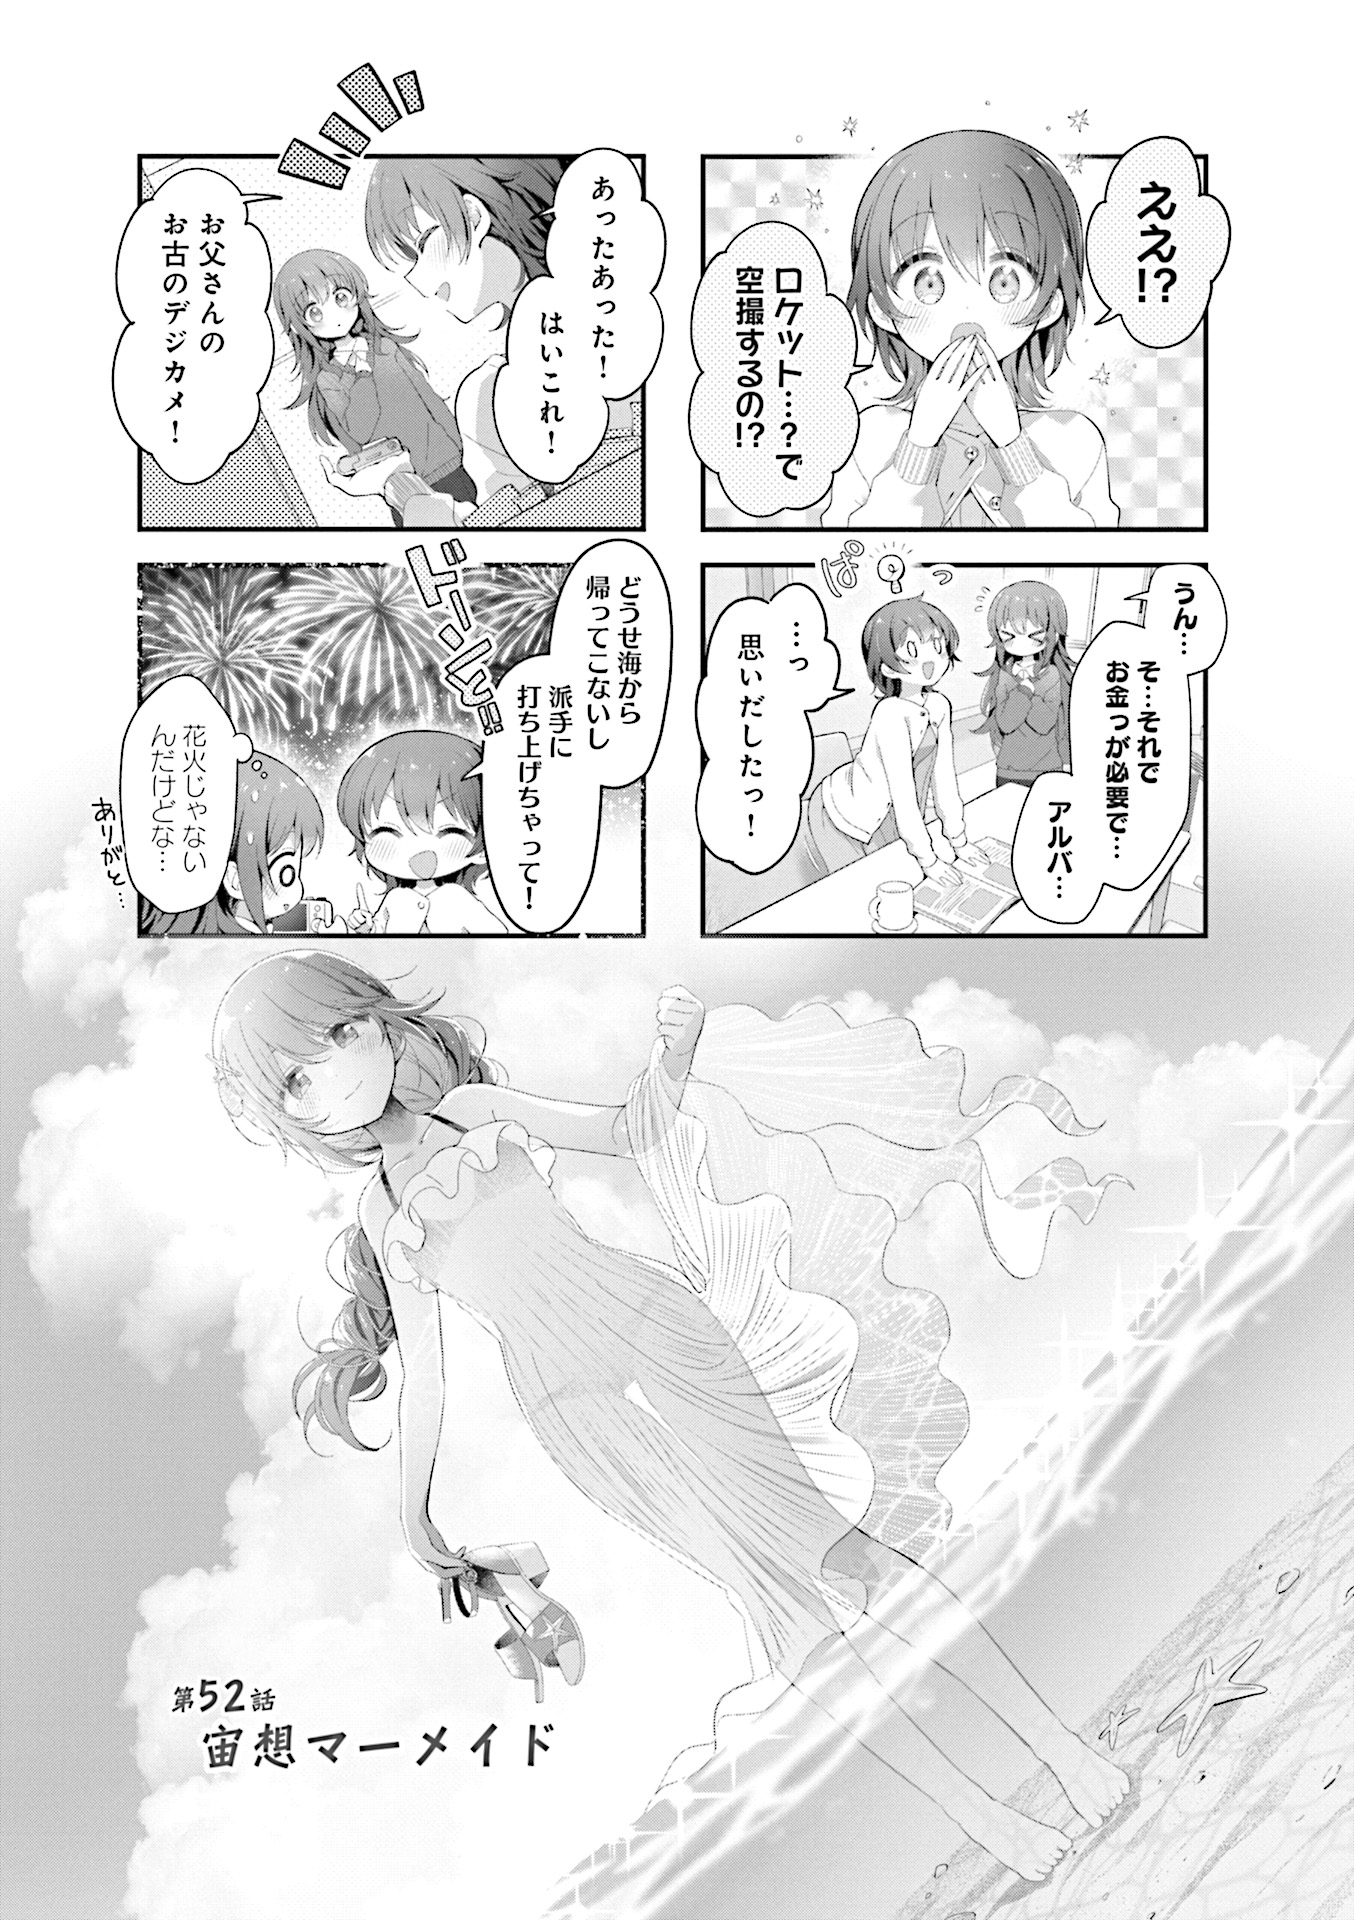 ええ!?
ロケット…?で
空撮するの!?
うん…
そ…それで
お金っが必要で…
アルバ…
ぱっ
…っ
思いだしたっ!
あったあった!
はいこれ!
お父さんの
お古のデジカメ!
どうせ海から
帰ってこないし
派手に
打ち上げちゃって!
ドーンと!!
花火じゃない
んだけどな…
ありがと…
第52話
宙想マーメイド